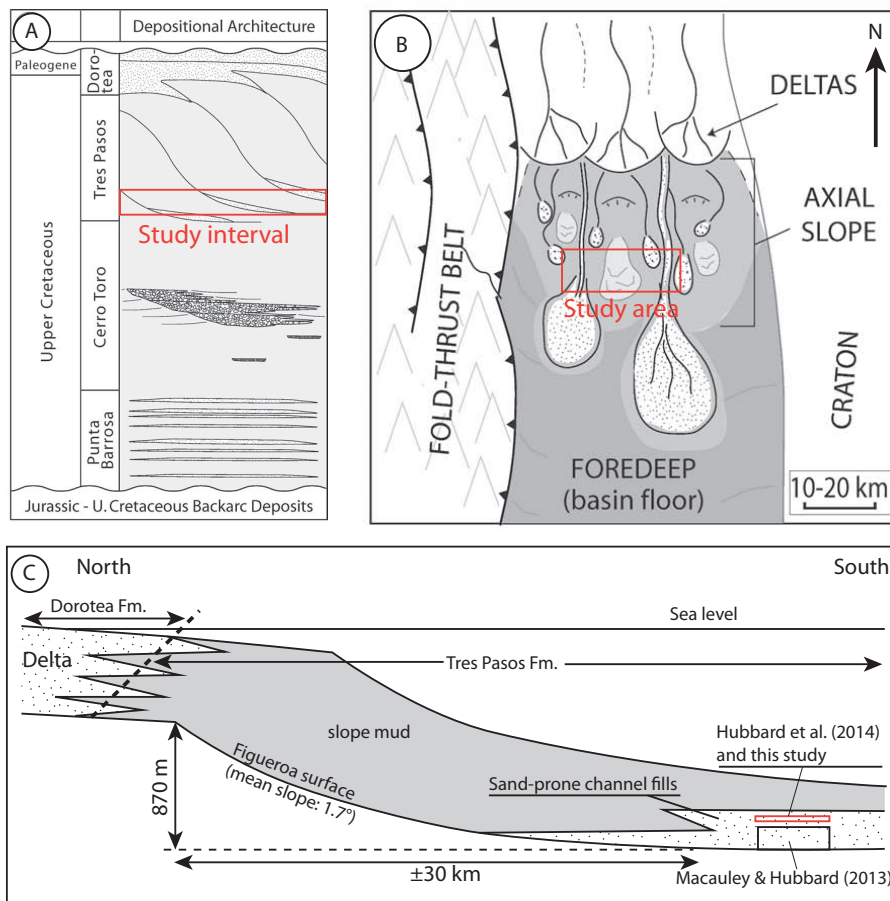 A
Depositional Architecture
Paleogene
Doro-
tea
Upper Cretaceous
Tres Pasos
Study interval
Cerro Toro
Punta
Barrosa
Jurassic - U. Cretaceous Backarc Deposits
B
N
DELTAS
AXIAL
SLOPE
FOLD-THRUST BELT
Study area
CRATON
FOREDEEP
(basin floor)
10-20 km
C
North
South
Dorotea Fm.
Sea level
Delta
Tres Pasos Fm.
slope mud
Hubbard et al. (2014)
and this study
Figueroa surface
(mean slope: 1.7°)
Sand-prone channel fills
870 m
±30 km
Macauley & Hubbard (2013)